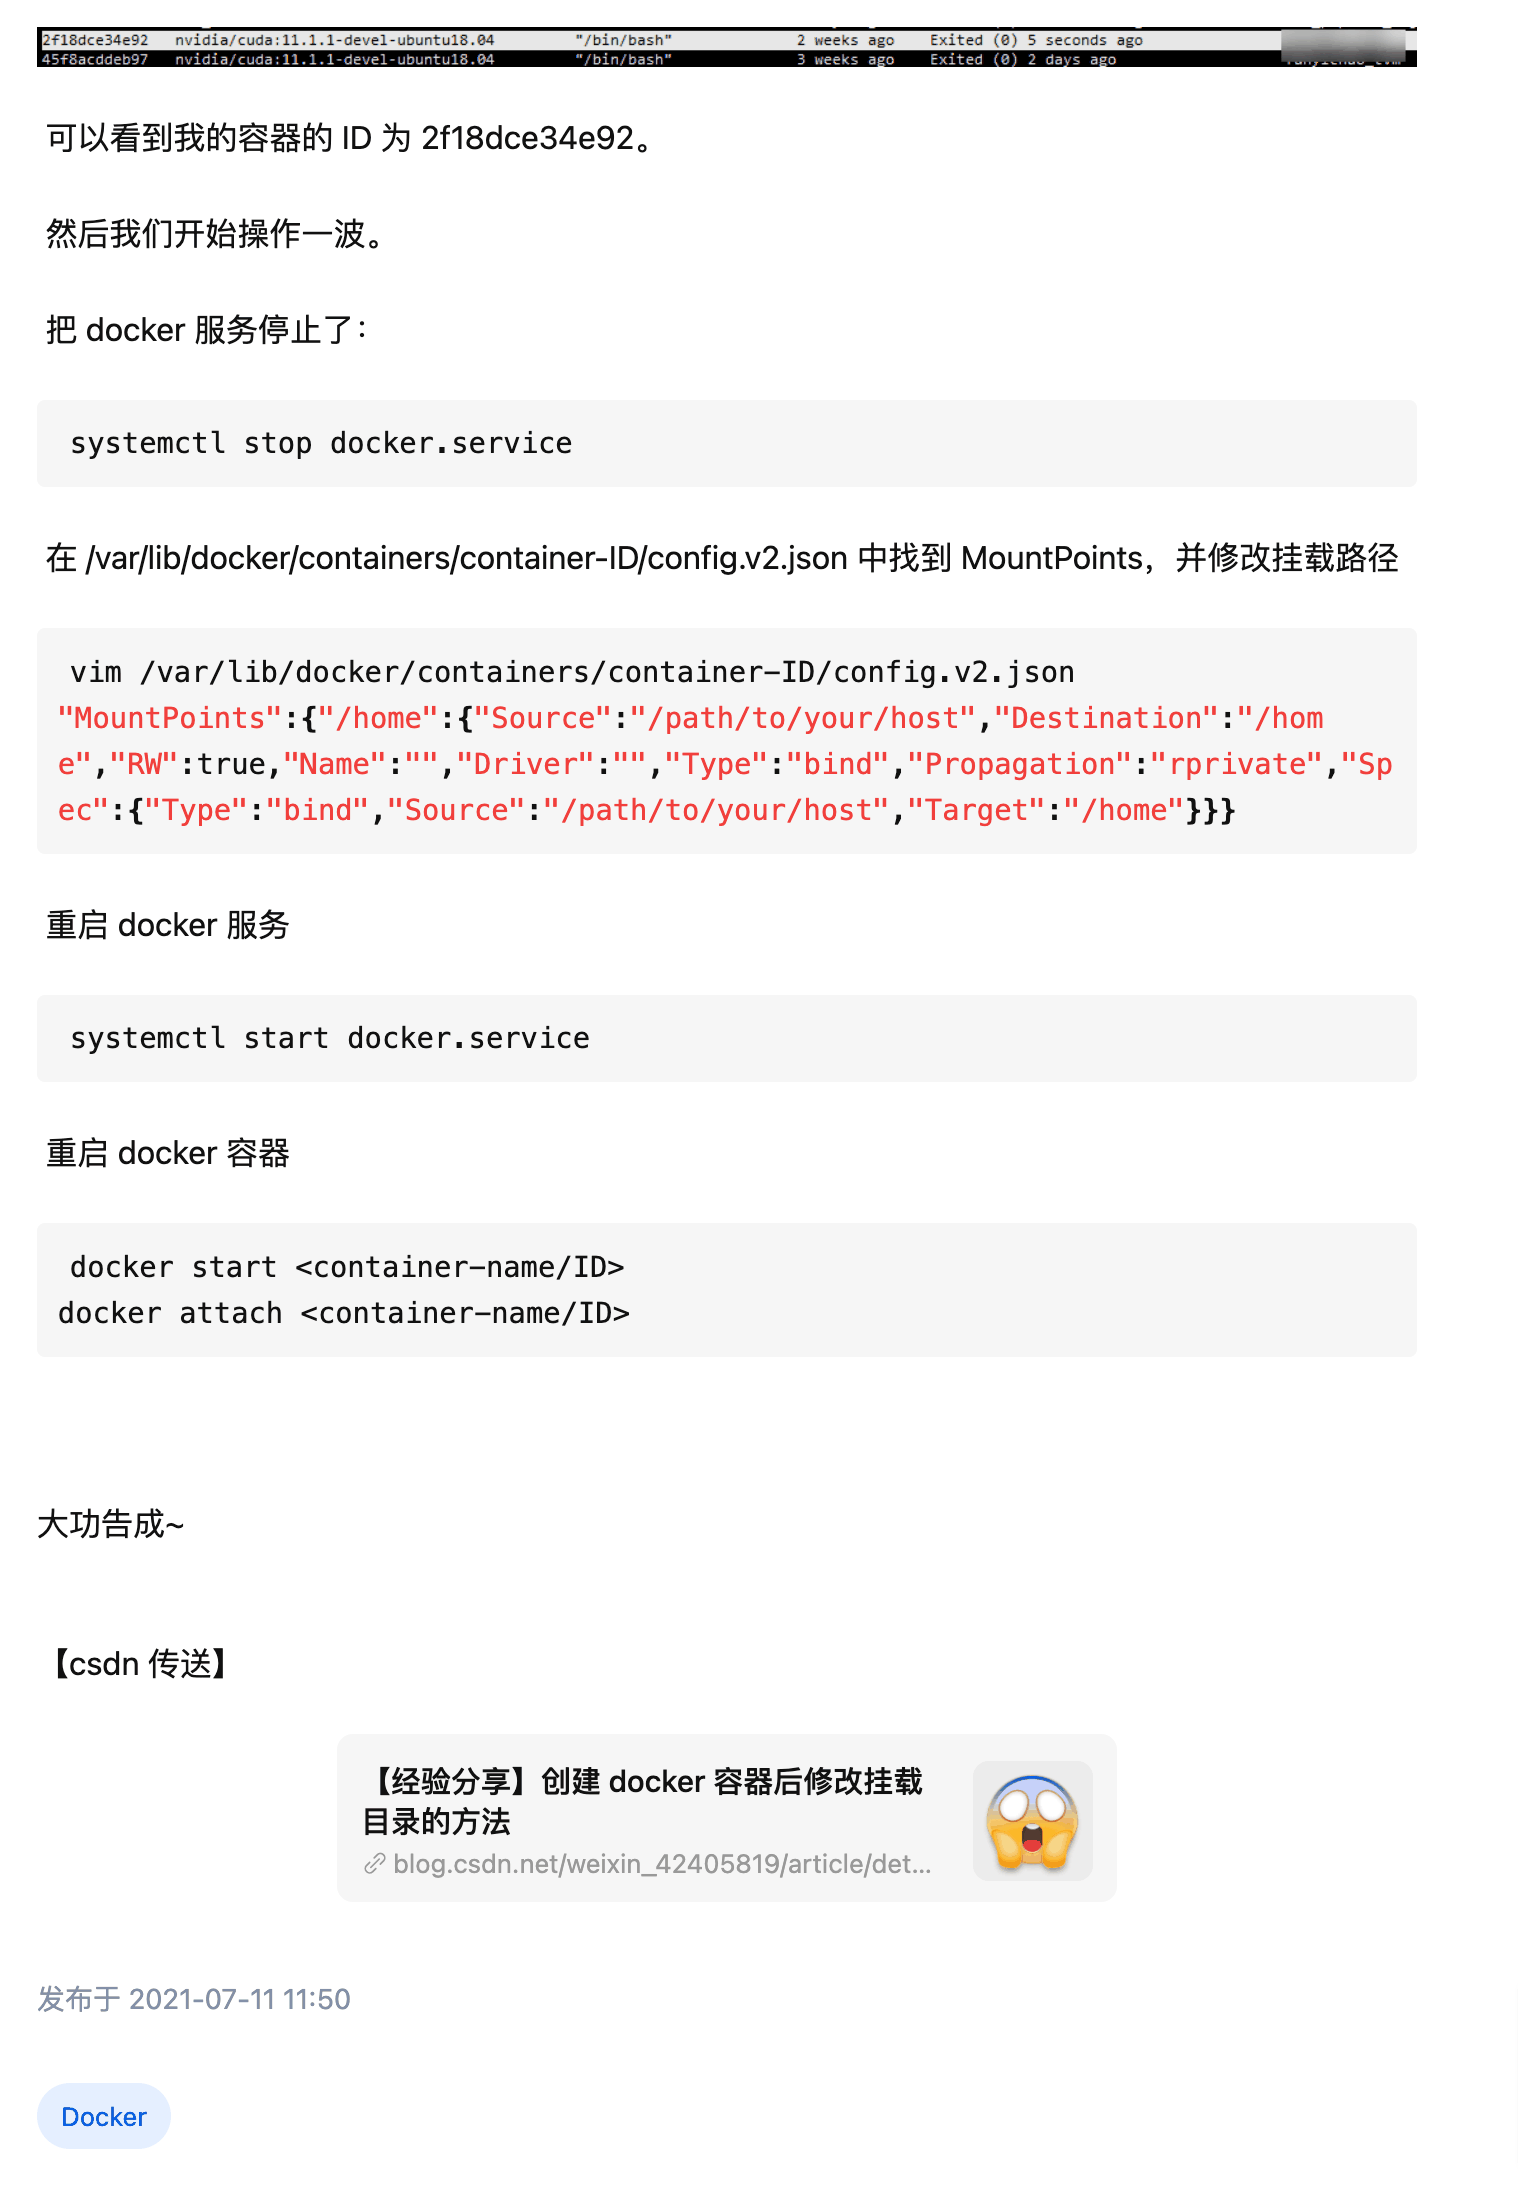 2f18dce34e92 nvidia/cuda:11.1.1-devel-ubuntu18.04 "/bin/bash" 2 weeks ago Exited (0) 5 seconds ago
45f8acddeb97 nvidia/cuda:11.1.1-devel-ubuntu18.04 "/bin/bash" 3 weeks ago Exited (0) 2 days ago
可以看到我的容器的 ID 为 2f18dce34e92。
然后我们开始操作一波。
把 docker 服务停止了：
systemctl stop docker.service
在 /var/lib/docker/containers/container-ID/config.v2.json 中找到 MountPoints，并修改挂载路径
vim /var/lib/docker/containers/container-ID/config.v2.json
"MountPoints":{"/home":{"Source":"/path/to/your/host","Destination":"/hom
e","RW":true,"Name":"","Driver":"","Type":"bind","Propagation":"rprivate","Sp
ec":{"Type":"bind","Source":"/path/to/your/host","Target":"/home"}}}
重启 docker 服务
systemctl start docker.service
重启 docker 容器
docker start <container-name/ID>
docker attach <container-name/ID>
大功告成~
【csdn 传送】
【经验分享】创建 docker 容器后修改挂载
目录的方法
blog.csdn.net/weixin_42405819/article/det...
发布于 2021-07-11 11:50
Docker